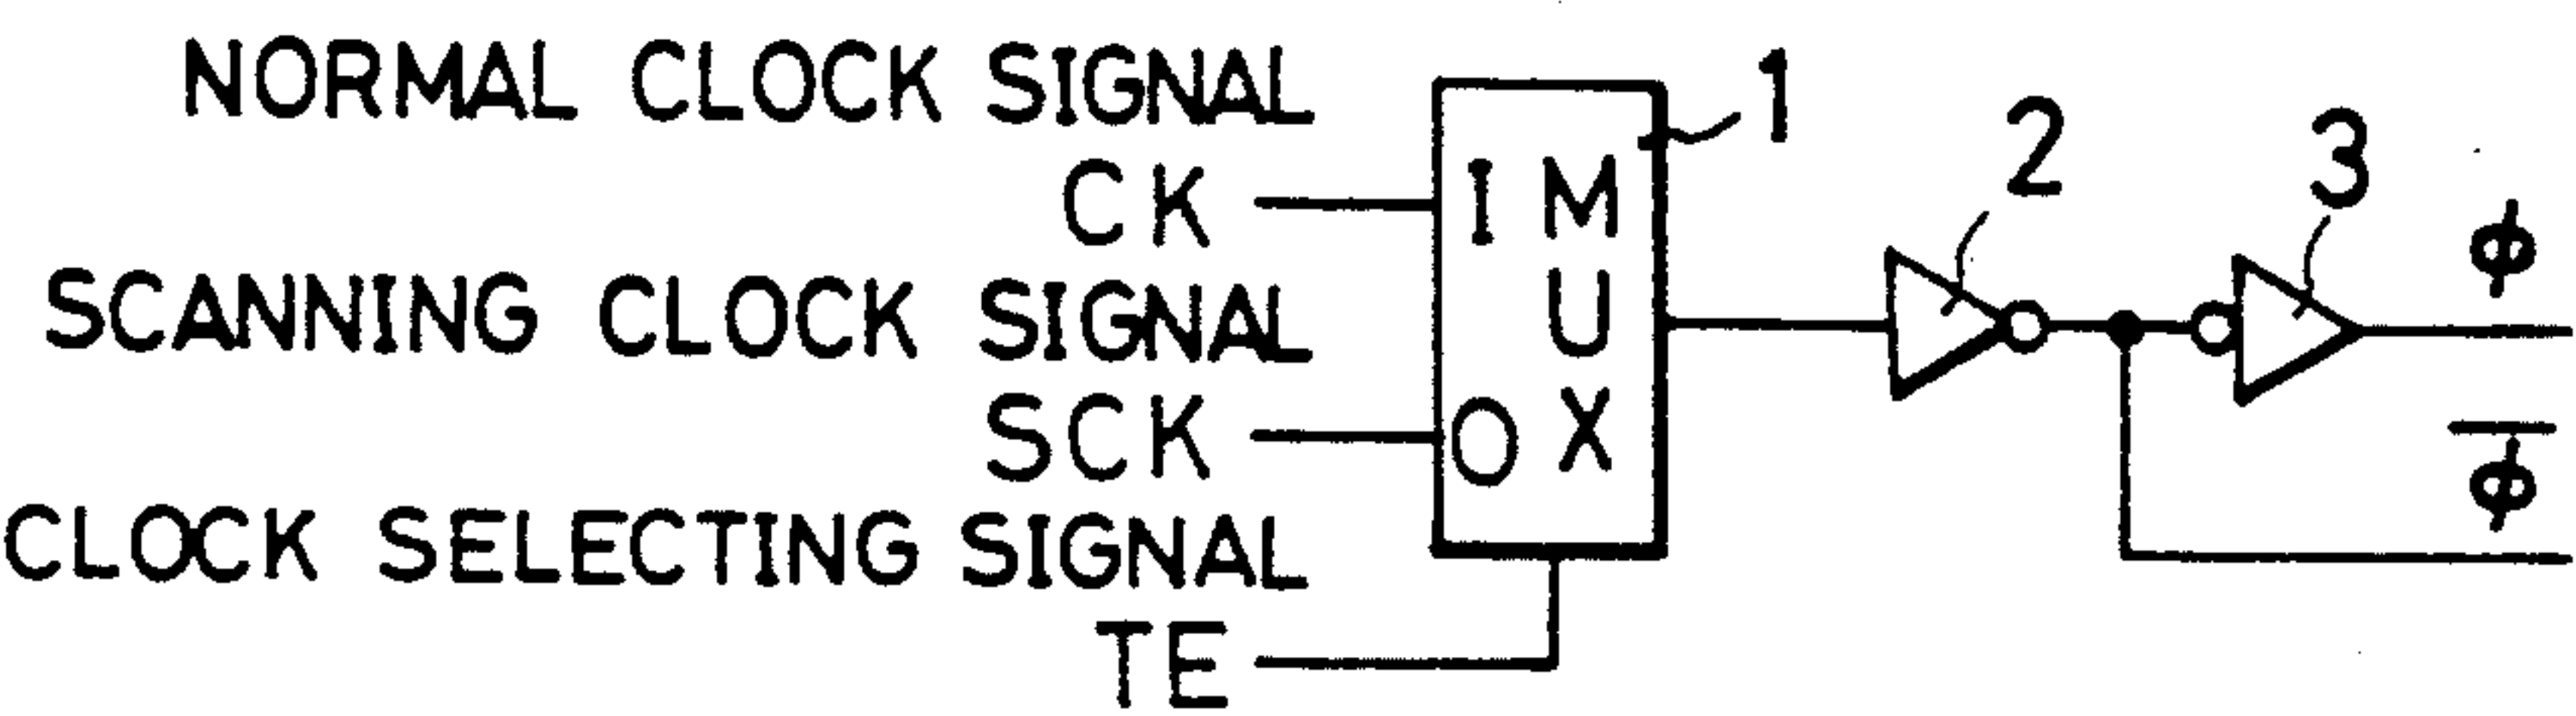 NORMAL CLOCK SIGNAL
1
CK
I M
2
3
ϕ
SCANNING CLOCK SIGNAL
U
SCK
O X
ϕ̅
CLOCK SELECTING SIGNAL
TE